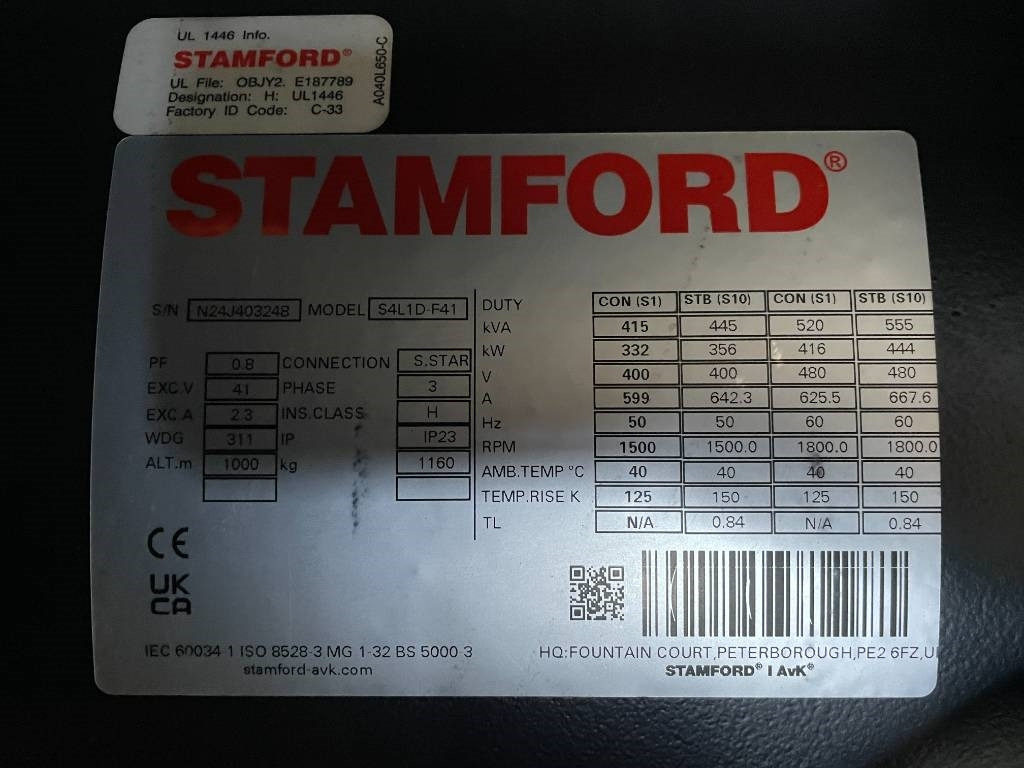 UL 1446 Info.
STAMFORD®
UL File: OBJY2. E187789
Designation: H: UL1446
Factory ID Code: C-33
A040L650-C
STAMFORD®
S/N N24J403248 MODEL S4L1D-F41
PF 0.8 CONNECTION S.STAR
EXC.V 41 PHASE 3
EXC.A 2.3 INS.CLASS H
WDG 311 IP IP23
ALT.m 1000 kg 1160
DUTY CON (S1) STB (S10) CON (S1) STB (S10)
kVA 415 445 520 555
kW 332 356 416 444
V 400 400 480 480
A 599 642.3 625.5 667.6
Hz 50 50 60 60
RPM 1500 1500.0 1800.0 1800.0
AMB.TEMP °C 40 40 40 40
TEMP.RISE K 125 150 125 150
TL N/A 0.84 N/A 0.84
CE
UK
CA
IEC 60034-1 ISO 8528-3 MG 1-32 BS 5000-3
stamford-avk.com
HQ:FOUNTAIN COURT,PETERBOROUGH,PE2 6FZ,
STAMFORD® | AvK®